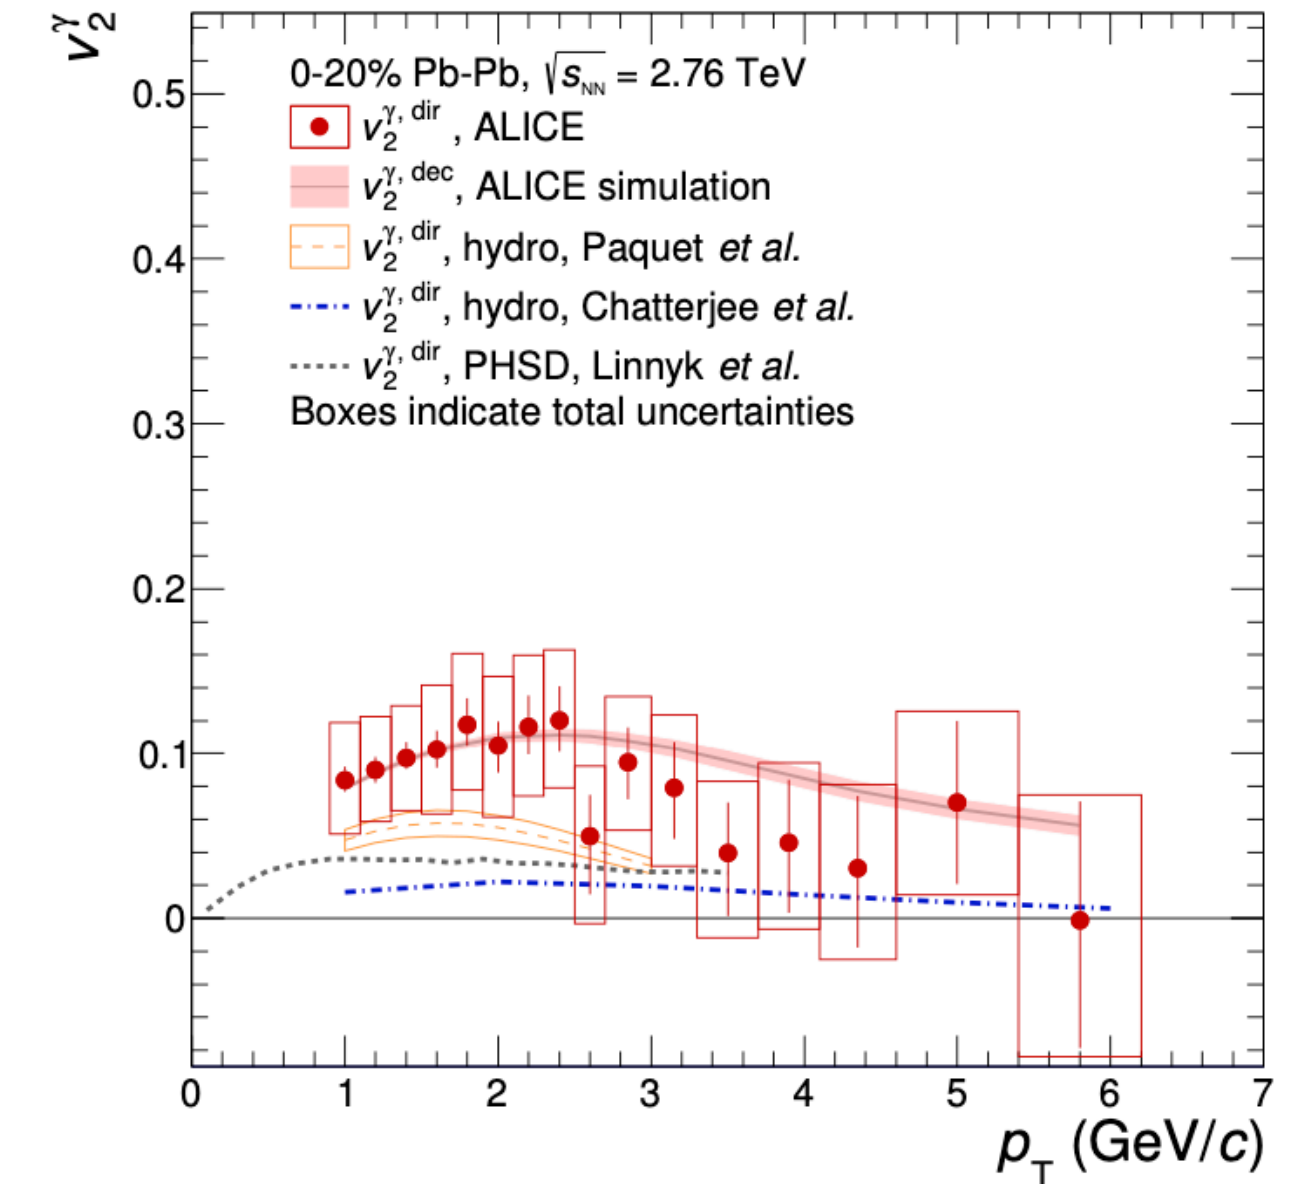 v₂^γ
0-20% Pb-Pb, √s_NN = 2.76 TeV
v₂^γ, dir , ALICE
v₂^γ, dec, ALICE simulation
v₂^γ, dir, hydro, Paquet et al.
v₂^γ, dir, hydro, Chatterjee et al.
v₂^γ, dir, PHSD, Linnyk et al.
Boxes indicate total uncertainties
0.5
0.4
0.3
0.2
0.1
0
0 1 2 3 4 5 6 7
p_T (GeV/c)